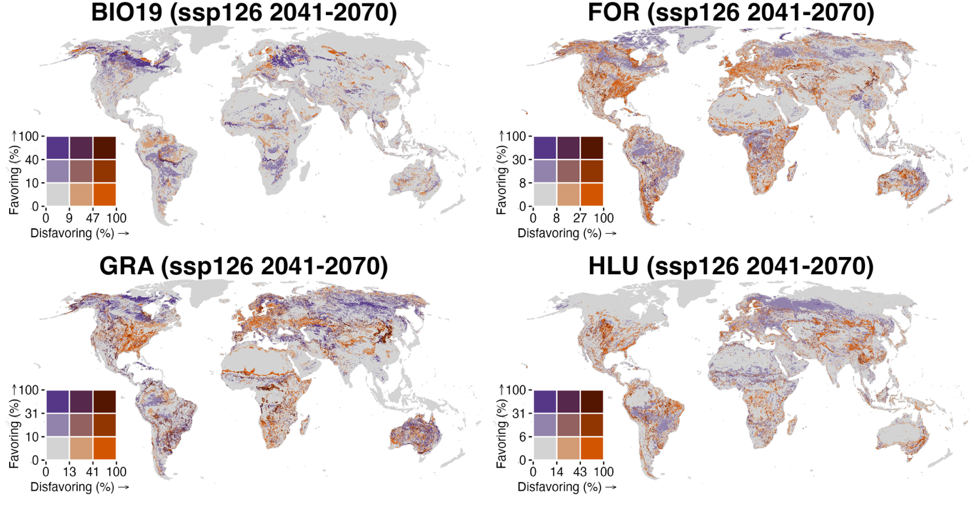 BIO19 (ssp126 2041-2070)
Favoring (%) →
100
40
10
0
0 9 47 100
Disfavoring (%) →
FOR (ssp126 2041-2070)
Favoring (%) →
100
30
8
0
0 8 27 100
Disfavoring (%) →
GRA (ssp126 2041-2070)
Favoring (%) →
100
31
10
0
0 13 41 100
Disfavoring (%) →
HLU (ssp126 2041-2070)
Favoring (%) →
100
31
6
0
0 14 43 100
Disfavoring (%) →